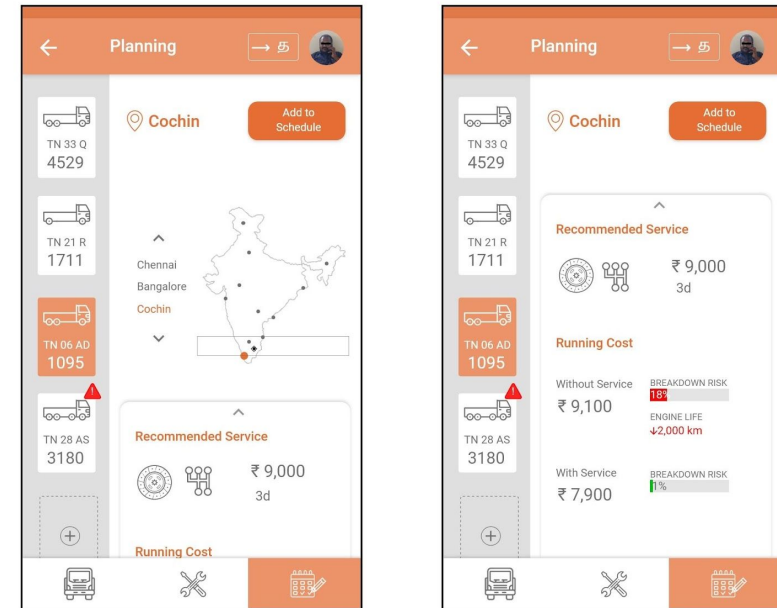 Planning
→ த
TN 33 Q
4529
TN 21 R
1711
TN 06 AD
1095
TN 28 AS
3180
Cochin
Add to
Schedule
Chennai
Bangalore
Cochin
Recommended Service
₹ 9,000
3d
Running Cost
Planning
→ த
TN 33 Q
4529
TN 21 R
1711
TN 06 AD
1095
TN 28 AS
3180
Cochin
Add to
Schedule
Recommended Service
₹ 9,000
3d
Running Cost
Without Service
₹ 9,100
BREAKDOWN RISK
18%
ENGINE LIFE
↓2,000 km
With Service
₹ 7,900
BREAKDOWN RISK
1%